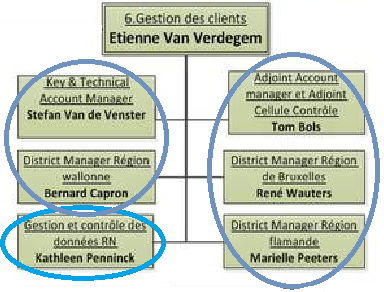 6.Gestion des clients
Etienne Van Verdegem
Key & Technical
Account Manager
Stefan Van de Venster
Adjoint Account
manager et Adjoint
Cellule Contrôle
Tom Bols
District Manager Région
wallonne
Bernard Capron
District Manager Région
de Bruxelles
René Wauters
Gestion et contrôle des
données RN
Kathleen Penninck
District Manager Région
flamande
Marielle Peeters